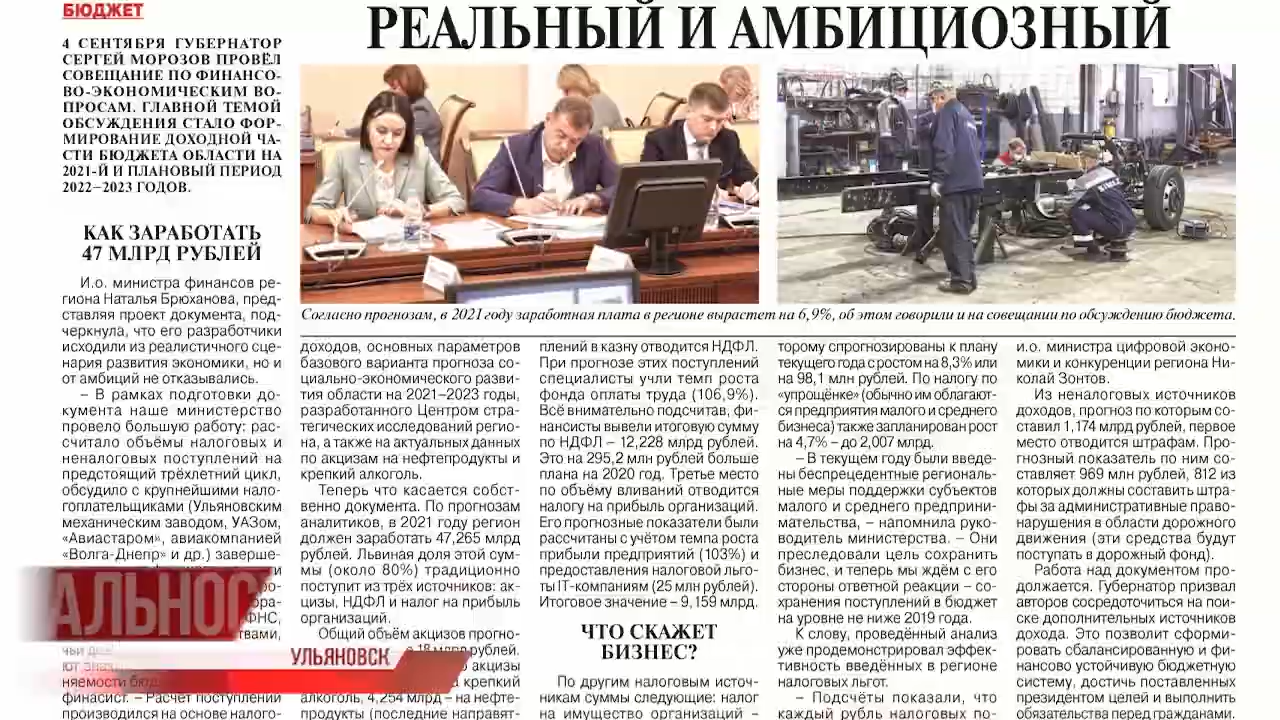 БЮДЖЕТ
РЕАЛЬНЫЙ И АМБИЦИОЗНЫЙ
4 СЕНТЯБРЯ ГУБЕРНАТОР
СЕРГЕЙ МОРОЗОВ ПРОВЁЛ
СОВЕЩАНИЕ ПО ФИНАНСО-
ВО-ЭКОНОМИЧЕСКИМ ВО-
ПРОСАМ. ГЛАВНОЙ ТЕМОЙ
ОБСУЖДЕНИЯ СТАЛО ФОР-
МИРОВАНИЕ ДОХОДНОЙ ЧА-
СТИ БЮДЖЕТА ОБЛАСТИ НА
2021-Й И ПЛАНОВЫЙ ПЕРИОД
2022–2023 ГОДОВ.
КАК ЗАРАБОТАТЬ
47 МЛРД РУБЛЕЙ
И.о. министра финансов ре-
гиона Наталья Брюханова, пред-
ставляя проект документа, под-
черкнула, что его разработчики
исходили из реалистичного сце-
нария развития экономики, но и
от амбиций не отказывались.
– В рамках подготовки до-
кумента наше министерство
провело большую работу: рас-
считало объёмы налоговых и
неналоговых поступлений на
предстоящий трёхлетний цикл,
обсудило с крупнейшими нало-
гоплательщиками (Ульяновским
механическим заводом, УАЗом,
«Авиастаром», авиакомпанией
«Волга-Днепр» и др.) заверше-
ФНС,
твами,
финасист. – Расчёт поступлений
производился на основе налого-
Согласно прогнозам, в 2021 году заработная плата в регионе вырастет на 6,9%, об этом говорили и на совещании по обсуждению бюджета.
доходов, основных параметров
базового варианта прогноза со-
циально-экономического разви-
тия области на 2021–2023 годы,
разработанного Центром стра-
тегических исследований регио-
на, а также на актуальных данных
по акцизам на нефтепродукты и
крепкий алкоголь.
Теперь что касается собст-
венно документа. По прогнозам
аналитиков, в 2021 году регион
должен заработать 47,265 млрд
рублей. Львиная доля этой сум-
мы (около 80%) традиционно
поступит из трёх источников: ак-
цизы, НДФЛ и налог на прибыль
организаций.
Общий объём акцизов прогно-
рублей.
акцизы
крепкий
алкоголь, 4,254 млрд – на нефте-
продукты (последние направят-
плений в казну отводится НДФЛ.
При прогнозе этих поступлений
специалисты учли темп роста
фонда оплаты труда (106,9%).
Всё внимательно подсчитав, фи-
нансисты вывели итоговую сумму
по НДФЛ – 12,228 млрд рублей.
Это на 295,2 млн рублей больше
плана на 2020 год. Третье место
по объёму вливаний отводится
налогу на прибыль организаций.
Его прогнозные показатели были
рассчитаны с учётом темпа роста
прибыли предприятий (103%) и
предоставления налоговой льго-
ты IT-компаниям (25 млн рублей).
Итоговое значение – 9,159 млрд.
ЧТО СКАЖЕТ
БИЗНЕС?
По другим налоговым источ-
никам суммы следующие: налог
на имущество организаций –
торому спрогнозированы к плану
текущего года с ростом на 8,3% или
на 98,1 млн рублей. По налогу по
«упрощёнке» (обычно им облагают-
ся предприятия малого и среднего
бизнеса) также запланирован рост
на 4,7% – до 2,007 млрд.
– В текущем году были введе-
ны беспрецедентные региональ-
ные меры поддержки субъектов
малого и среднего предприни-
мательства, – напомнила руко-
водитель министерства. – Они
преследовали цель сохранить
бизнес, и теперь мы ждём с его
стороны ответной реакции – со-
хранения поступлений в бюджет
на уровне не ниже 2019 года.
К слову, проведённый анализ
уже продемонстрировал эффек-
тивность введённых в регионе
налоговых льгот.
– Подсчёты показали, что
каждый рубль налоговых по-
и.о. министра цифровой эконо-
мики и конкуренции региона Ни-
колай Зонтов.
Из неналоговых источников
доходов, прогноз по которым со-
ставил 1,174 млрд рублей, первое
место отводится штрафам. Про-
гнозный показатель по ним со-
ставляет 969 млн рублей, 812 из
которых должны составить штра-
фы за административные право-
нарушения в области дорожного
движения (эти средства будут
поступать в дорожный фонд).
Работа над документом про-
должается. Губернатор призвал
авторов сосредоточиться на пои-
ске дополнительных источников
дохода. Это позволит сформи-
ровать сбалансированную и фи-
нансово устойчивую бюджетную
систему, достичь поставленных
президентом целей и выполнить
обязательства перед гражданами.
АЛЬНОС
УЛЬЯНОВСК